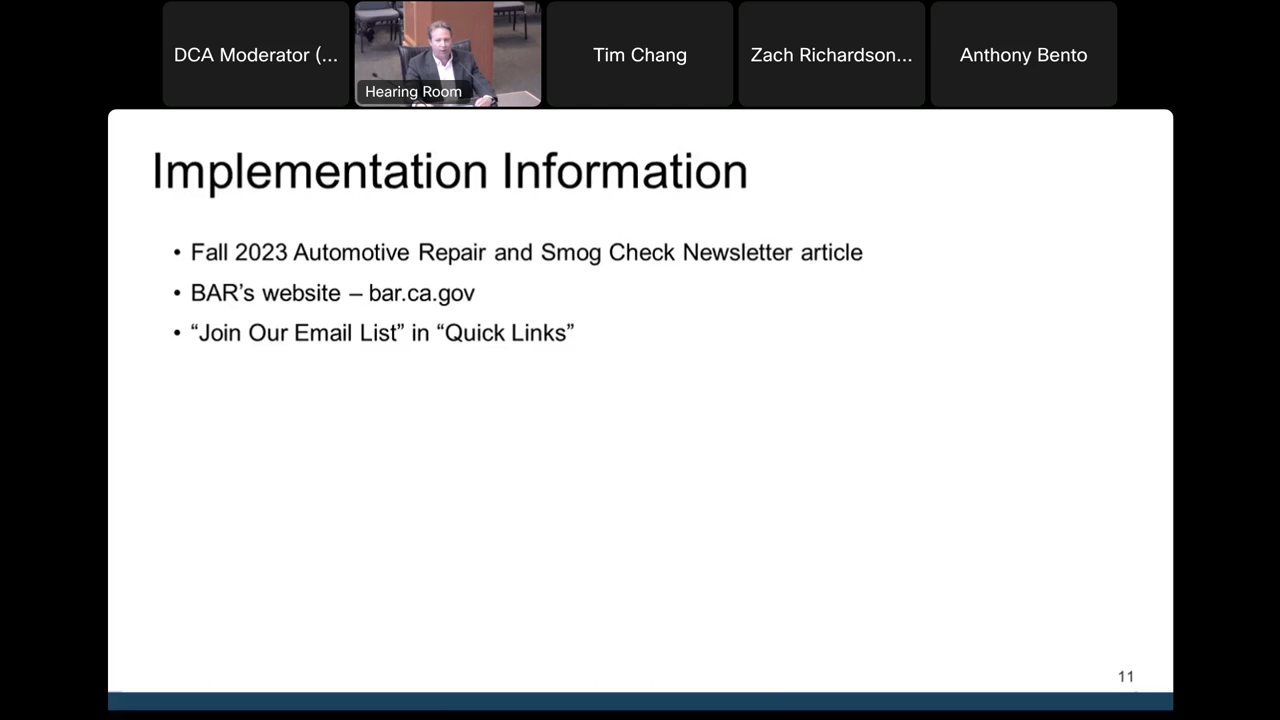 DCA Moderator (...
Hearing Room
Tim Chang
Zach Richardson...
Anthony Bento
Implementation Information
• Fall 2023 Automotive Repair and Smog Check Newsletter article
• BAR’s website – bar.ca.gov
• “Join Our Email List” in “Quick Links”
11